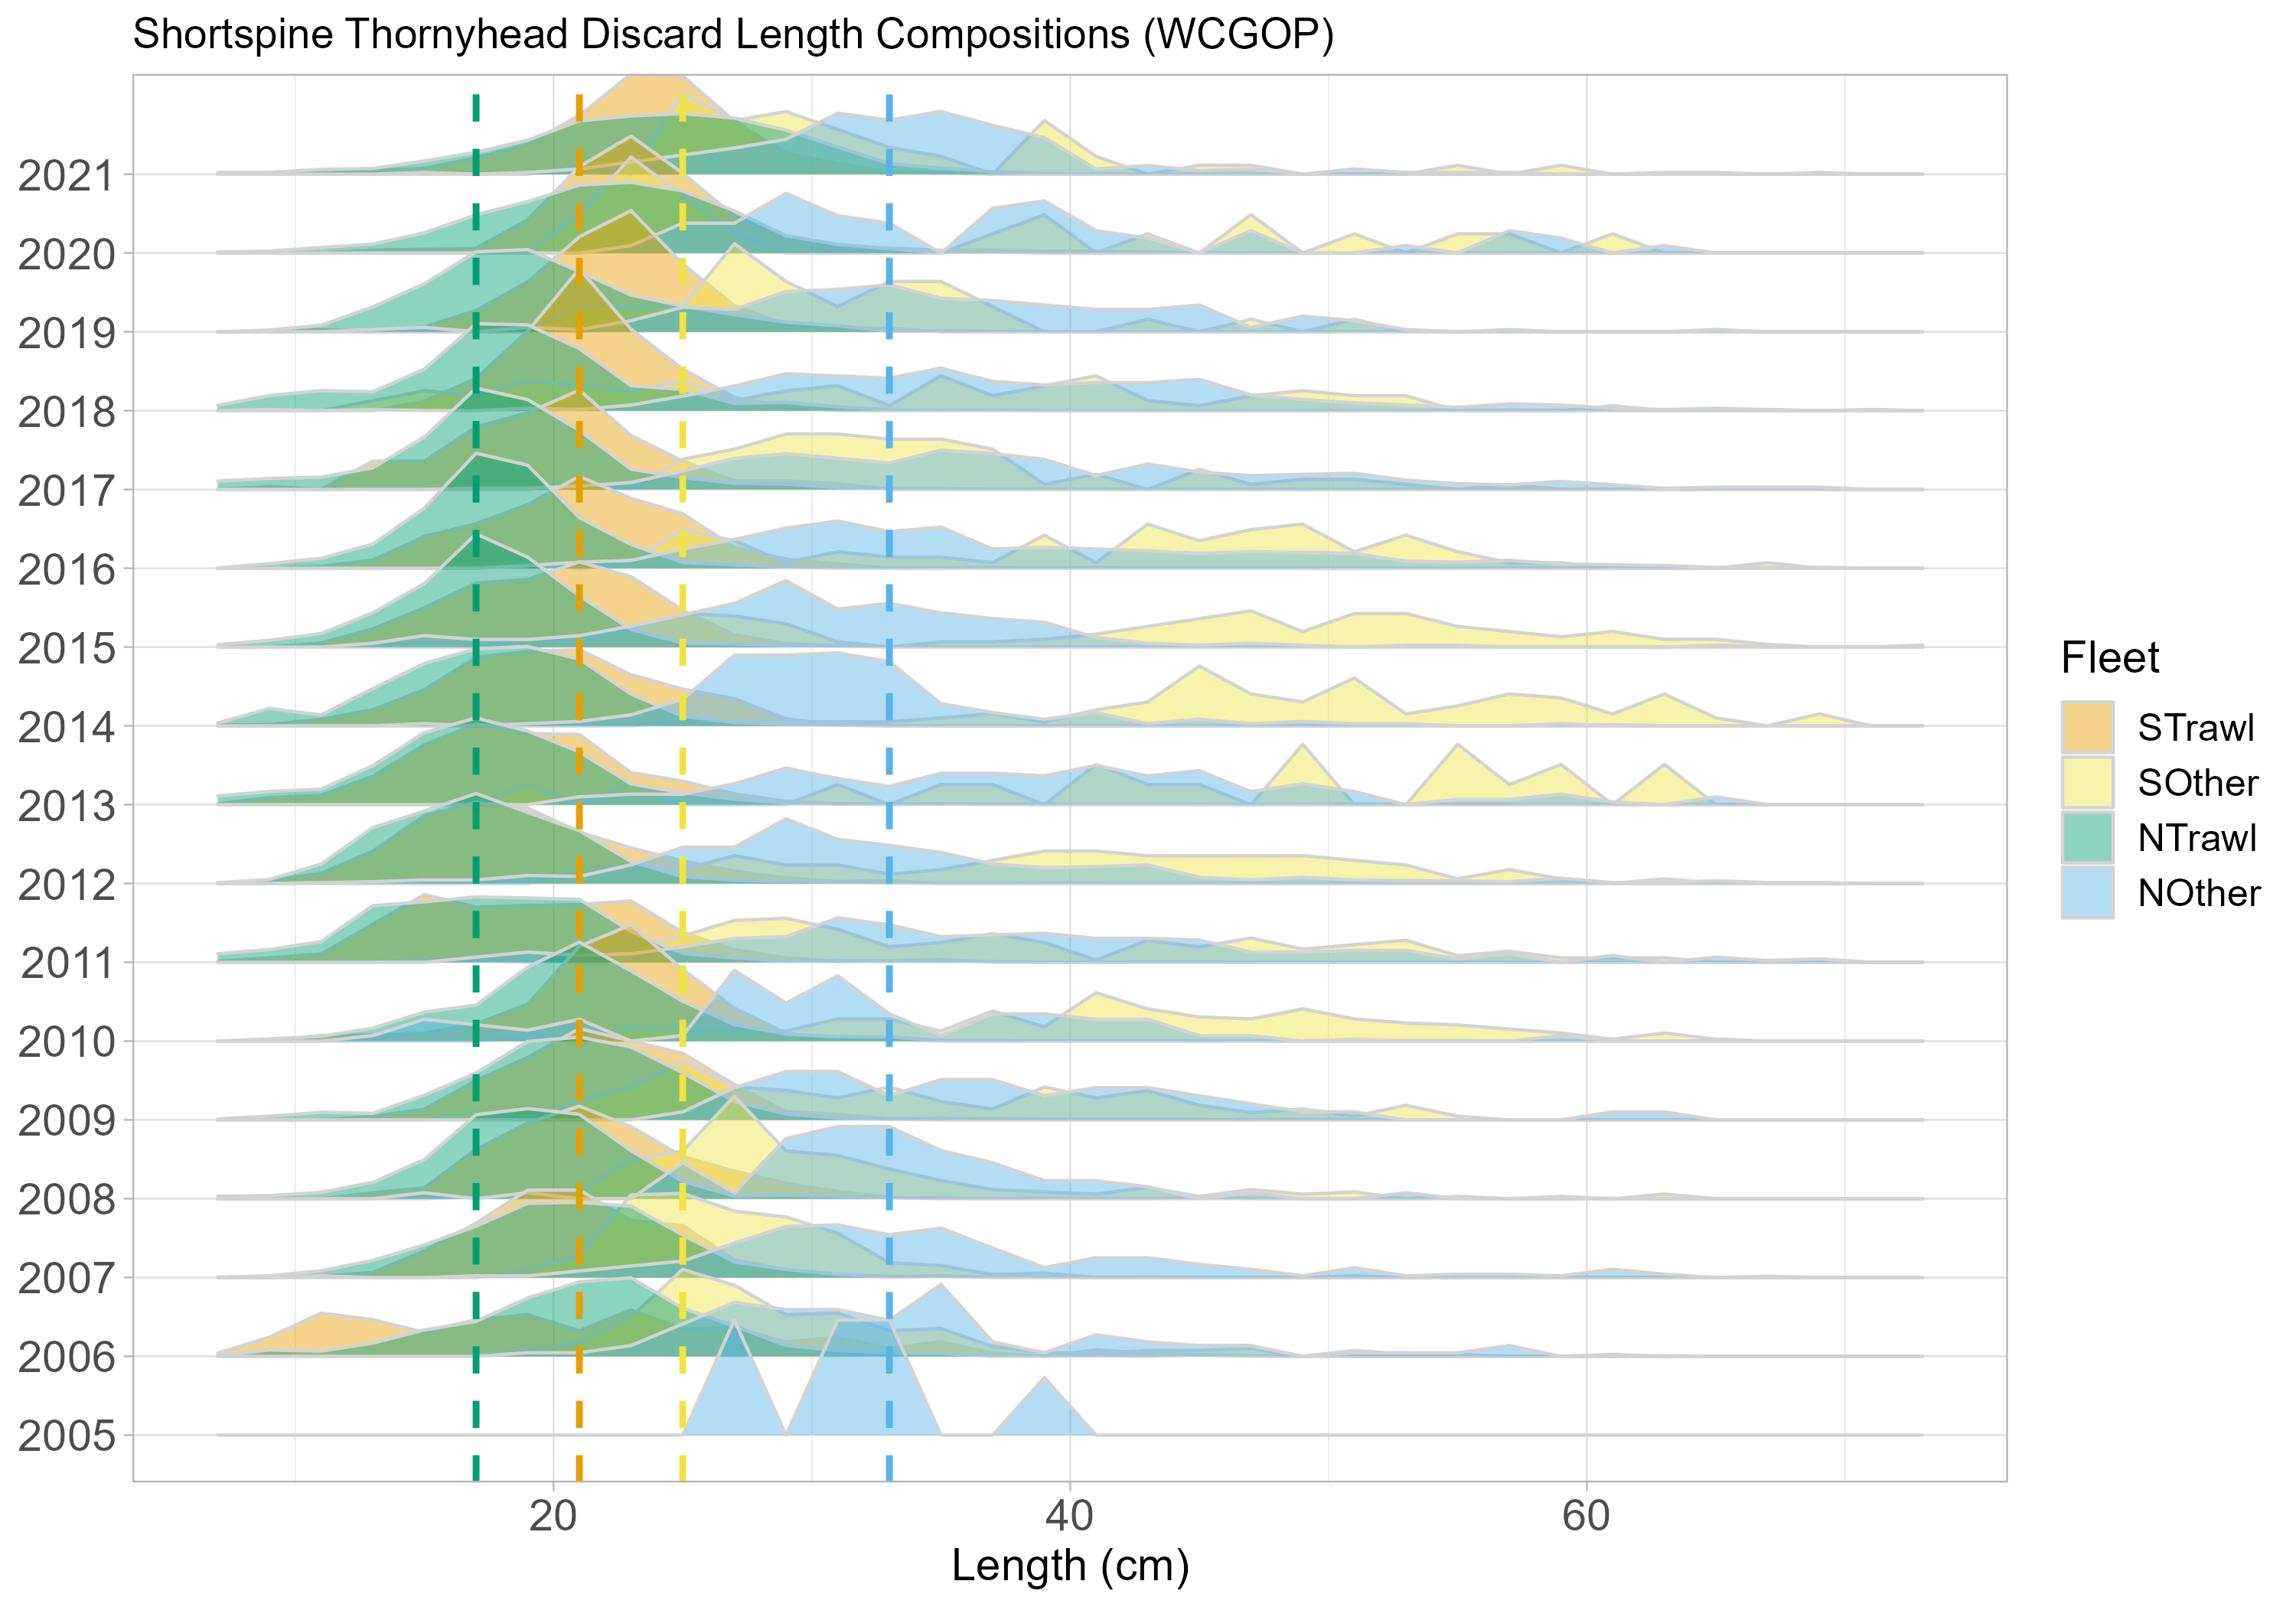 Shortspine Thornyhead Discard Length Compositions (WCGOP)
2021
2020
2019
2018
2017
2016
2015
2014
2013
2012
2011
2010
2009
2008
2007
2006
2005
20 40 60
Length (cm)
Fleet
STrawl
SOther
NTrawl
NOther